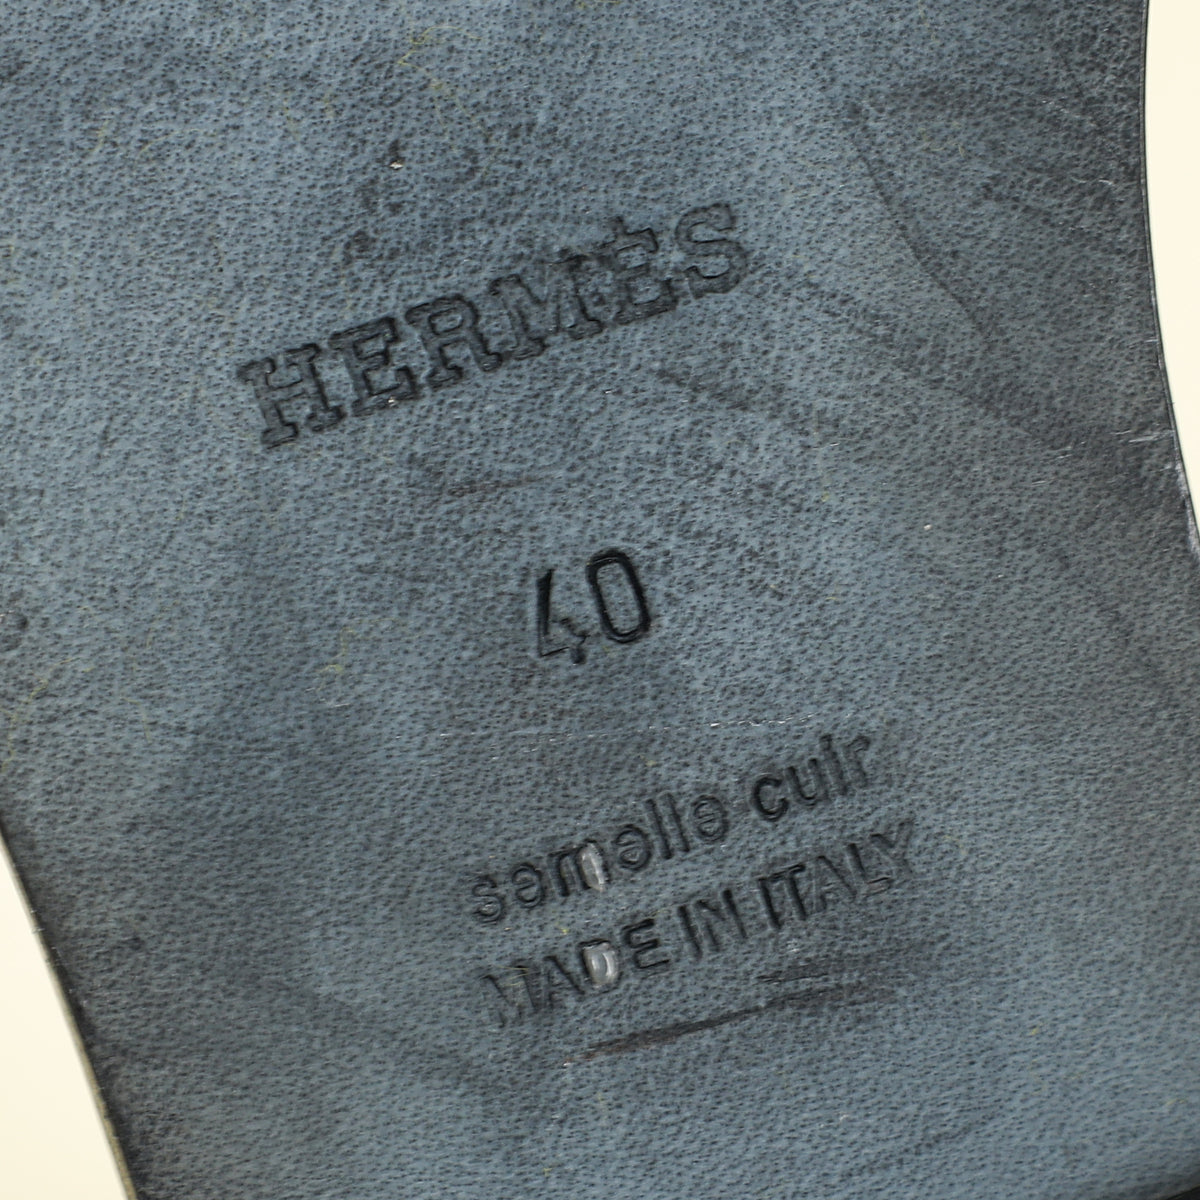 HERMÈS
40
semelle cuir
MADE IN ITALY